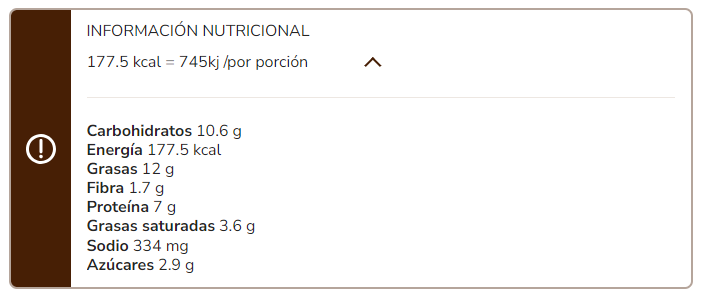 INFORMACIÓN NUTRICIONAL
177.5 kcal = 745kj /por porción
Carbohidratos 10.6 g
Energía 177.5 kcal
Grasas 12 g
Fibra 1.7 g
Proteína 7 g
Grasas saturadas 3.6 g
Sodio 334 mg
Azúcares 2.9 g